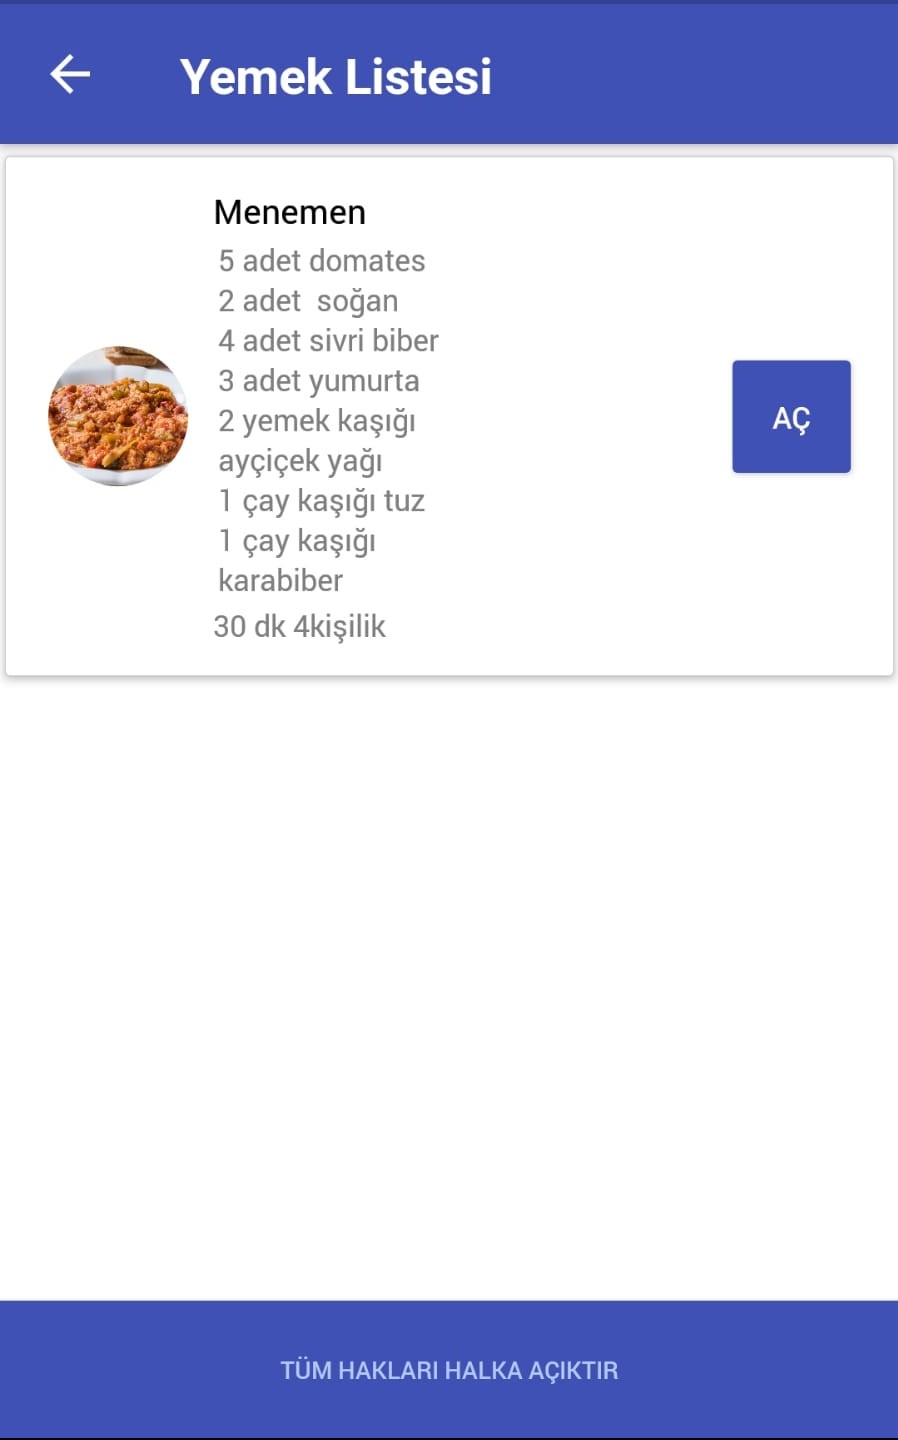 Yemek Listesi
Menemen
5 adet domates
2 adet  soğan
4 adet sivri biber
3 adet yumurta
2 yemek kaşığı
ayçiçek yağı
1 çay kaşığı tuz
1 çay kaşığı
karabiber
30 dk 4kişilik
AÇ
TÜM HAKLARI HALKA AÇIKTIR